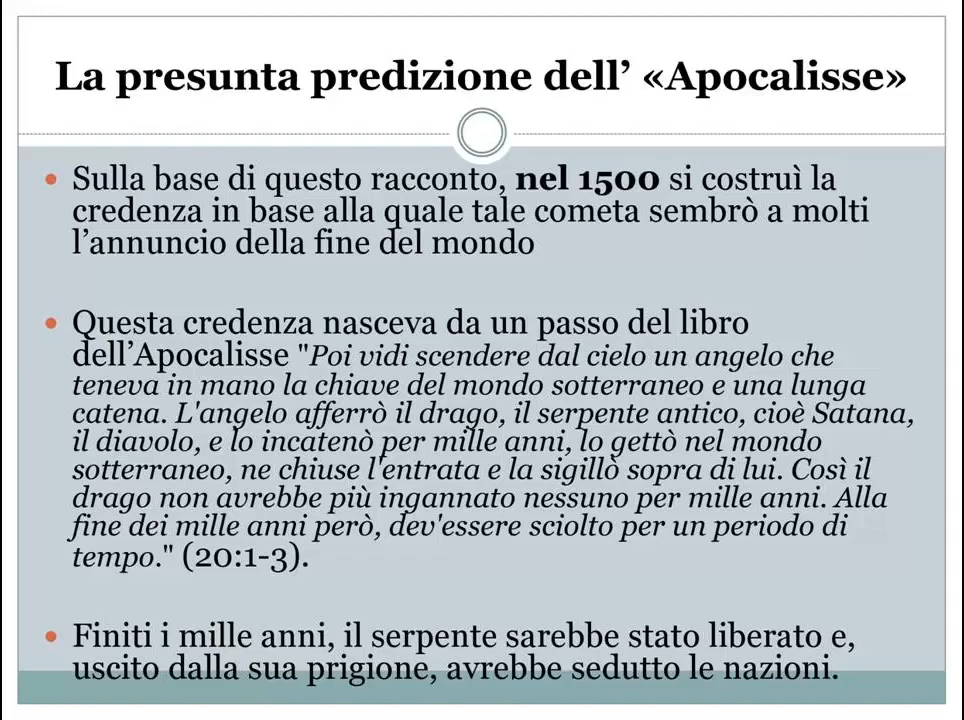 La presunta predizione dell’ «Apocalisse»
• Sulla base di questo racconto, nel 1500 si costruì la
credenza in base alla quale tale cometa sembrò a molti
l’annuncio della fine del mondo
• Questa credenza nasceva da un passo del libro
dell’Apocalisse "Poi vidi scendere dal cielo un angelo che
teneva in mano la chiave del mondo sotterraneo e una lunga
catena. L'angelo afferrò il drago, il serpente antico, cioè Satana,
il diavolo, e lo incatenò per mille anni, lo gettò nel mondo
sotterraneo, ne chiuse l'entrata e la sigillò sopra di lui. Così il
drago non avrebbe più ingannato nessuno per mille anni. Alla
fine dei mille anni però, dev'essere sciolto per un periodo di
tempo." (20:1-3).
• Finiti i mille anni, il serpente sarebbe stato liberato e,
uscito dalla sua prigione, avrebbe sedutto le nazioni.